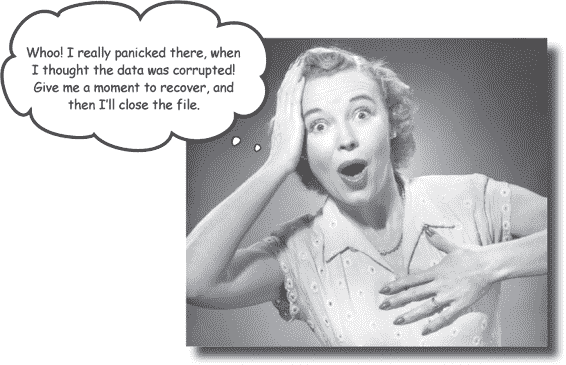 Whoo! I really panicked there, when
I thought the data was corrupted!
Give me a moment to recover, and
then I'll close the file.